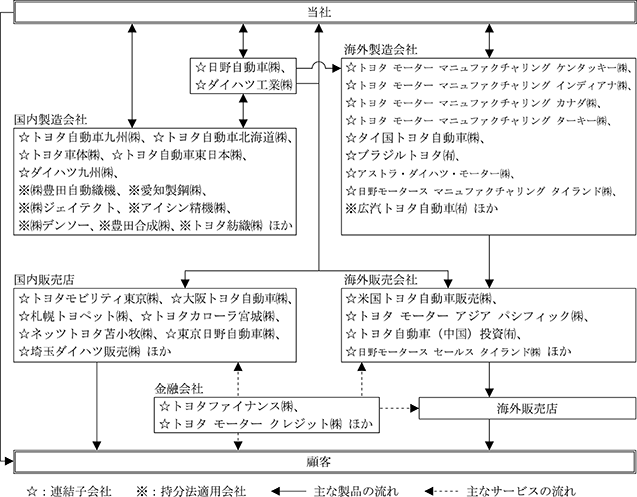 当社
☆日野自動車㈱、
☆ダイハツ工業㈱
海外製造会社
☆トヨタ モーター マニュファクチャリング ケンタッキー㈱、
☆トヨタ モーター マニュファクチャリング インディアナ㈱、
☆トヨタ モーター マニュファクチャリング カナダ㈱、
☆トヨタ モーター マニュファクチャリング ターキー㈱、
☆タイ国トヨタ自動車㈱、
☆ブラジルトヨタ㈲、
☆アストラ・ダイハツ・モーター㈱、
☆日野モータース マニュファクチャリング タイランド㈱、
※広汽トヨタ自動車㈲ ほか
国内製造会社
☆トヨタ自動車九州㈱、☆トヨタ自動車北海道㈱、
☆トヨタ車体㈱、☆トヨタ自動車東日本㈱、
☆ダイハツ九州㈱、
※㈱豊田自動織機、※愛知製鋼㈱、
※㈱ジェイテクト、※アイシン精機㈱、
※㈱デンソー、※豊田合成㈱、※トヨタ紡織㈱ ほか
国内販売店
☆トヨタモビリティ東京㈱、☆大阪トヨタ自動車㈱、
☆札幌トヨペット㈱、☆トヨタカローラ宮城㈱、
☆ネッツトヨタ苫小牧㈱、☆東京日野自動車㈱、
☆埼玉ダイハツ販売㈱ ほか
海外販売会社
☆米国トヨタ自動車販売㈱、
☆トヨタ モーター アジア パシフィック㈱、
☆トヨタ自動車（中国）投資㈲、
☆日野モータース セールス タイランド㈱ ほか
金融会社
☆トヨタファイナンス㈱、
☆トヨタ モーター クレジット㈱ ほか
海外販売店
顧客
☆：連結子会社 ※：持分法適用会社 主な製品の流れ 主なサービスの流れ